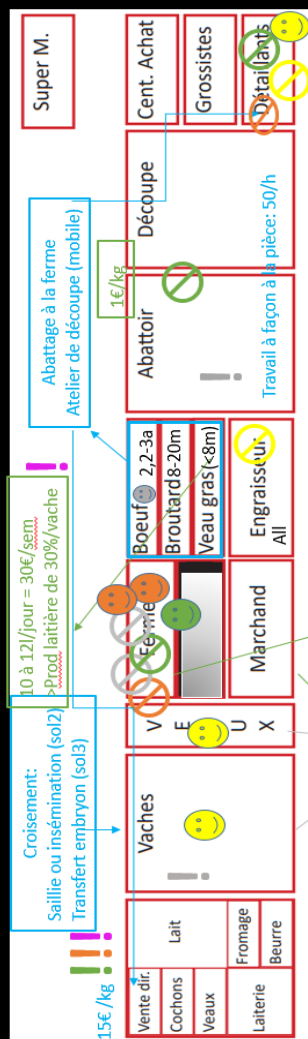 15€/kg
Croisement:
Saillie ou insémination (sol2)
Transfert embryon (sol3)
10 à 12l/jour = 30€/sem
>Prod laitière de 30%/vache
Abattage à la ferme
Atelier de découpe (mobile)
1€/kg
Super M.
Vente dir.
Cochons
Veaux
Lait
Laiterie
Fromage
Beurre
Vaches
V
E
U
X
Marchand
Boeuf 2,2-3a
Broutard 8-20m
Veau gras (<8m)
Engraisseur
All
Abattoir
Découpe
Travail à façon à la pièce: 50/h
Cent. Achat
Grossistes
Détaillants